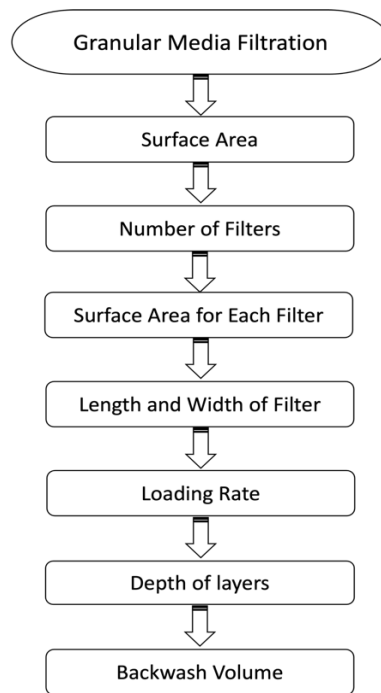 Granular Media Filtration
Surface Area
Number of Filters
Surface Area for Each Filter
Length and Width of Filter
Loading Rate
Depth of layers
Backwash Volume